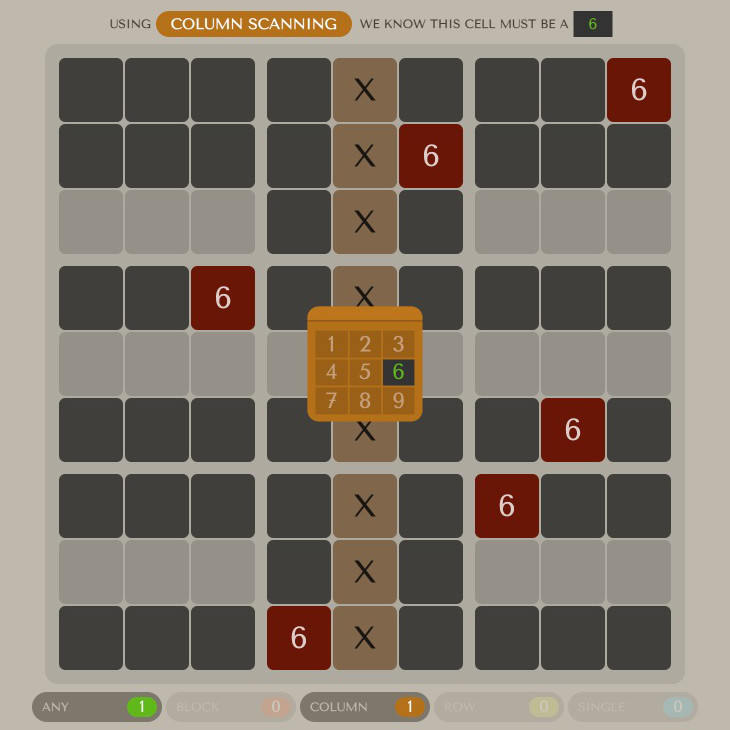 USING COLUMN SCANNING WE KNOW THIS CELL MUST BE A 6
X 6
X 6
X
6 X
1 2 3
4 5 6
7 8 9
X 6
X 6
X
6 X
ANY 1 BLOCK 0 COLUMN 1 ROW 0 SINGLE 0